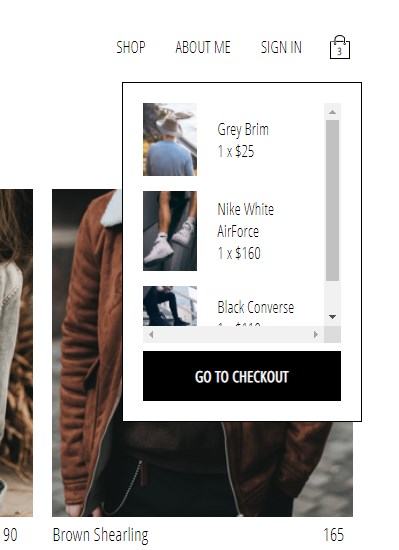 SHOP ABOUT ME SIGN IN 3
Grey Brim
1 x $25
Nike White
AirForce
1 x $160
Black Converse
GO TO CHECKOUT
90 Brown Shearling 165